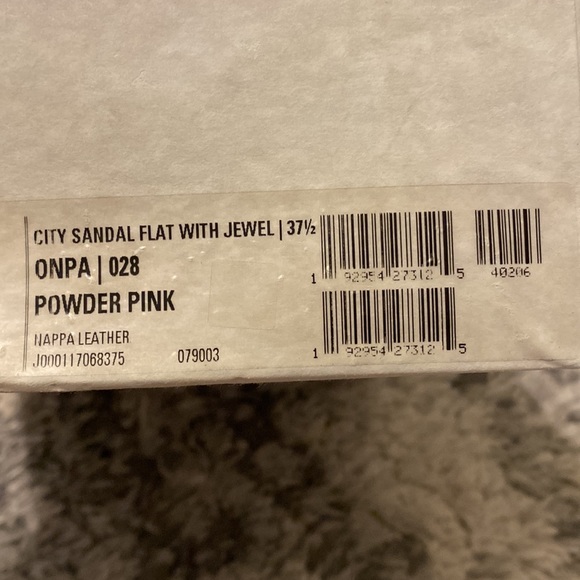 CITY SANDAL FLAT WITH JEWEL | 37½
ONPA | 028
POWDER PINK
NAPPA LEATHER
J000117068375 079003
1 92954 27312 5
40206
1 92954 27312 5